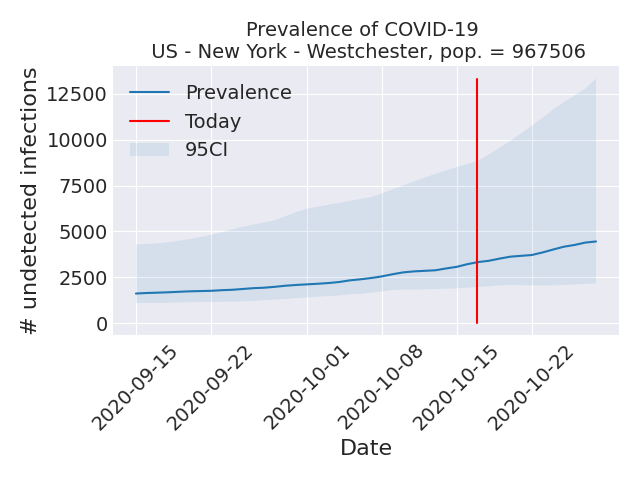 Prevalence of COVID-19
US - New York - Westchester, pop. = 967506
# undetected infections
12500
10000
7500
5000
2500
0
Prevalence
Today
95CI
2020-09-15
2020-09-22
2020-10-01
2020-10-08
2020-10-15
2020-10-22
Date